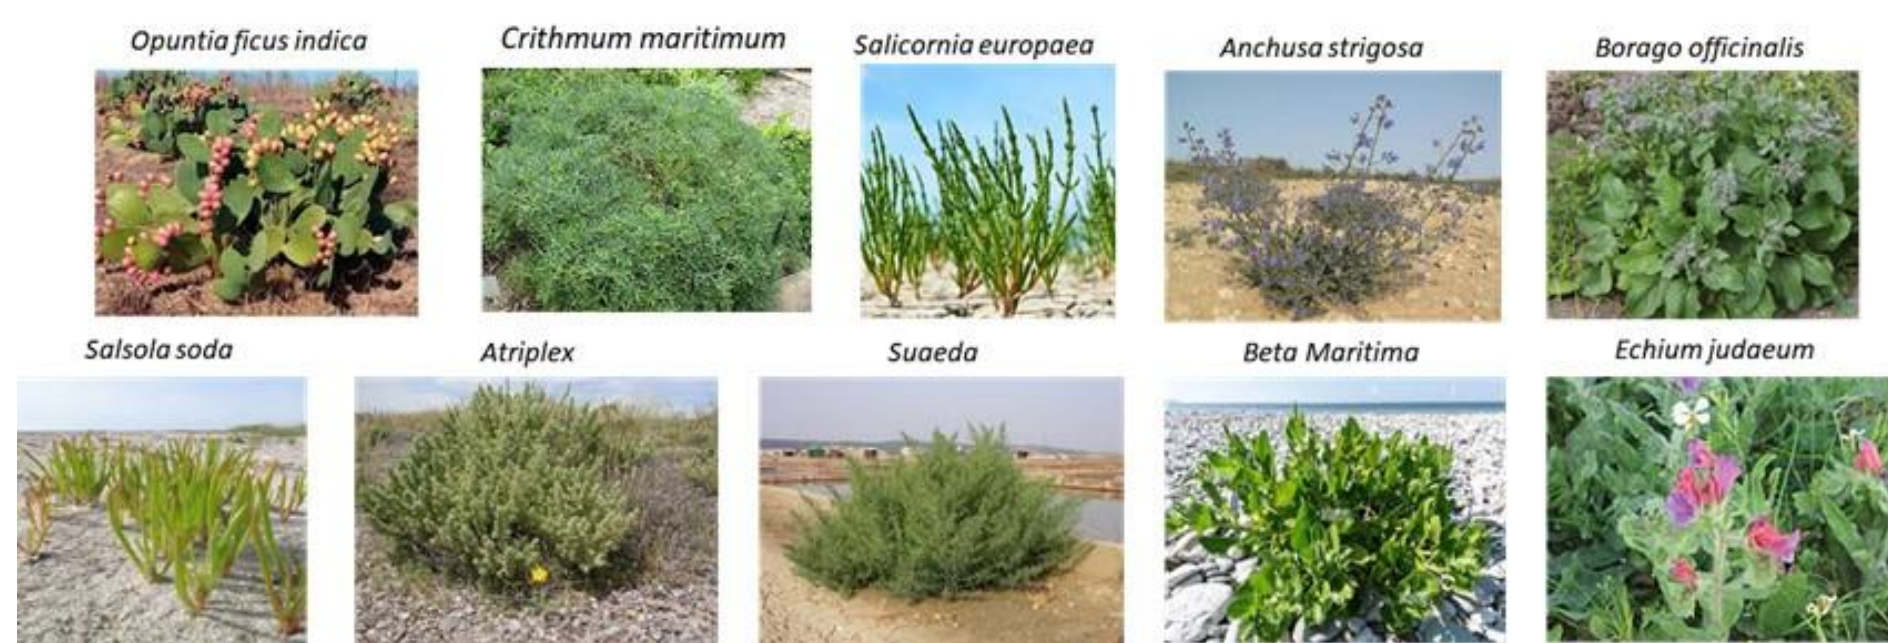 Opuntia ficus indica
Crithmum maritimum
Salicornia europaea
Anchusa strigosa
Borago officinalis
Salsola soda
Atriplex
Suaeda
Beta Maritima
Echium judaeum